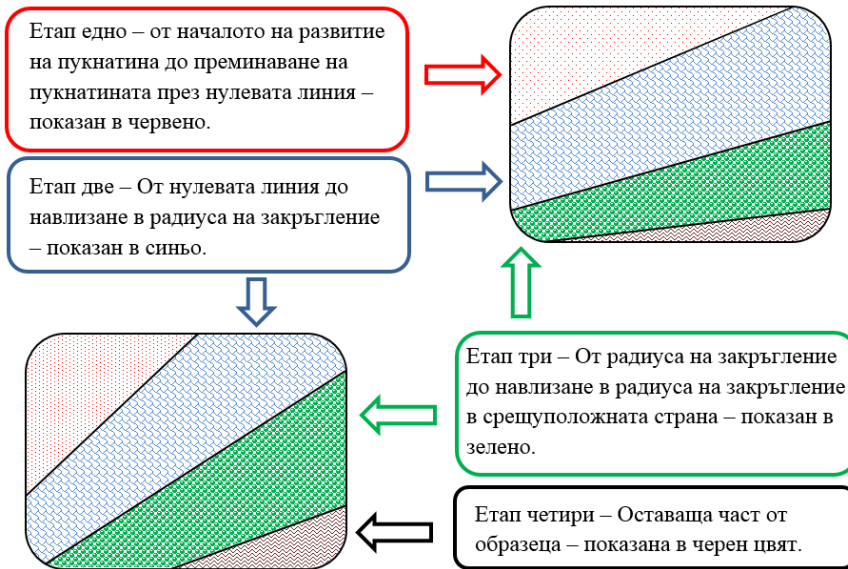 Етап едно – от началото на развитие
на пукнатина до преминаване на
пукнатината през нулевата линия –
показан в червено.
Етап две – От нулевата линия до
навлизане в радиуса на закръгление
– показан в синьо.
Етап три – От радиуса на закръгление
до навлизане в радиуса на закръгление
в срещуположната страна – показан в
зелено.
Етап четири – Оставаща част от
образеца – показана в черен цвят.